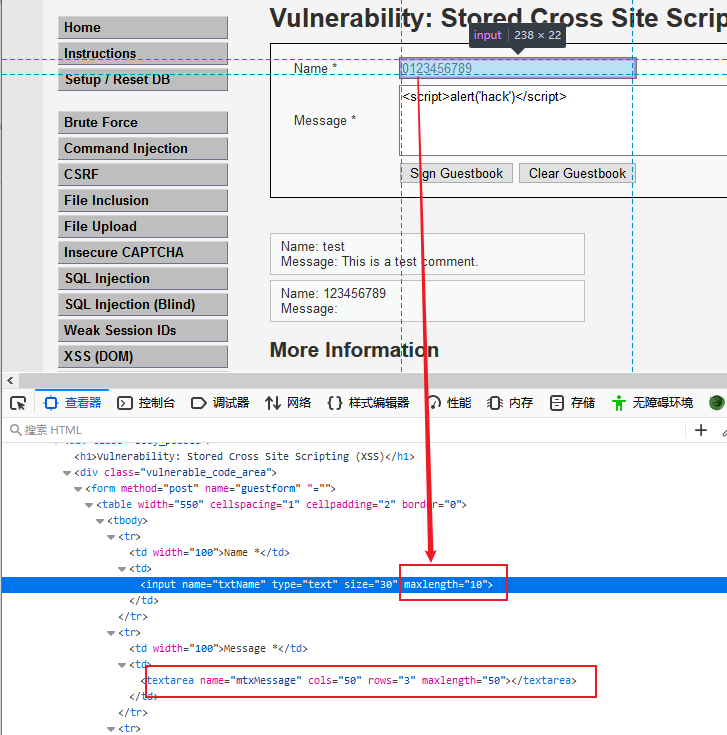 Vulnerability: Stored Cross Site Scrip
input 238 × 22
Home
Instructions
Setup / Reset DB
Brute Force
Command Injection
CSRF
File Inclusion
File Upload
Insecure CAPTCHA
SQL Injection
SQL Injection (Blind)
Weak Session IDs
XSS (DOM)
Name * 0123456789
Message * <script>alert('hack')</script>
Sign Guestbook Clear Guestbook
Name: test
Message: This is a test comment.
Name: 123456789
Message:
More Information
查看器 控制台 调试器 网络 样式编辑器 性能 内存 存储 无障碍环境
搜索 HTML
<h1>Vulnerability: Stored Cross Site Scripting (XSS)</h1>
<div class="vulnerable_code_area">
<form method="post" name="guestform" "="">
<table width="550" cellspacing="1" cellpadding="2" border="0">
<tbody>
<tr>
<td width="100">Name *</td>
<td>
<input name="txtName" type="text" size="30" maxlength="10">
</td>
</tr>
<tr>
<td width="100">Message *</td>
<td>
<textarea name="mtxMessage" cols="50" rows="3" maxlength="50"></textarea>
</td>
</tr>
<tr>